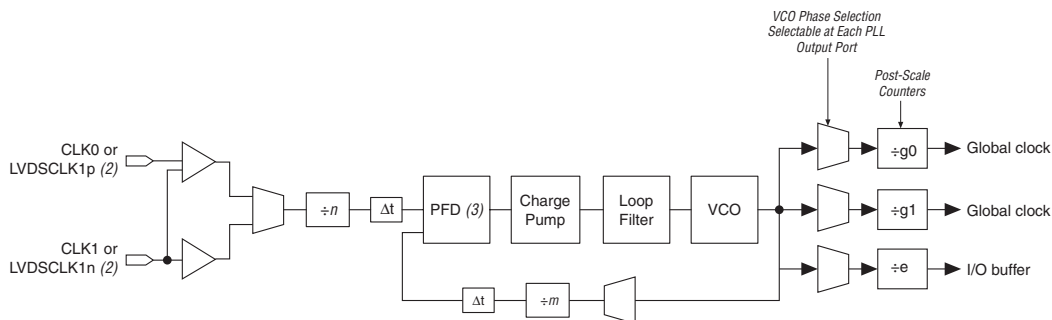 VCO Phase Selection
Selectable at Each PLL
Output Port
Post-Scale
Counters
CLK0 or
LVDSCLK1p (2)
÷g0
Global clock
÷n
Δt
PFD (3)
Charge
Pump
Loop
Filter
VCO
÷g1
Global clock
CLK1 or
LVDSCLK1n (2)
÷e
I/O buffer
Δt
÷m